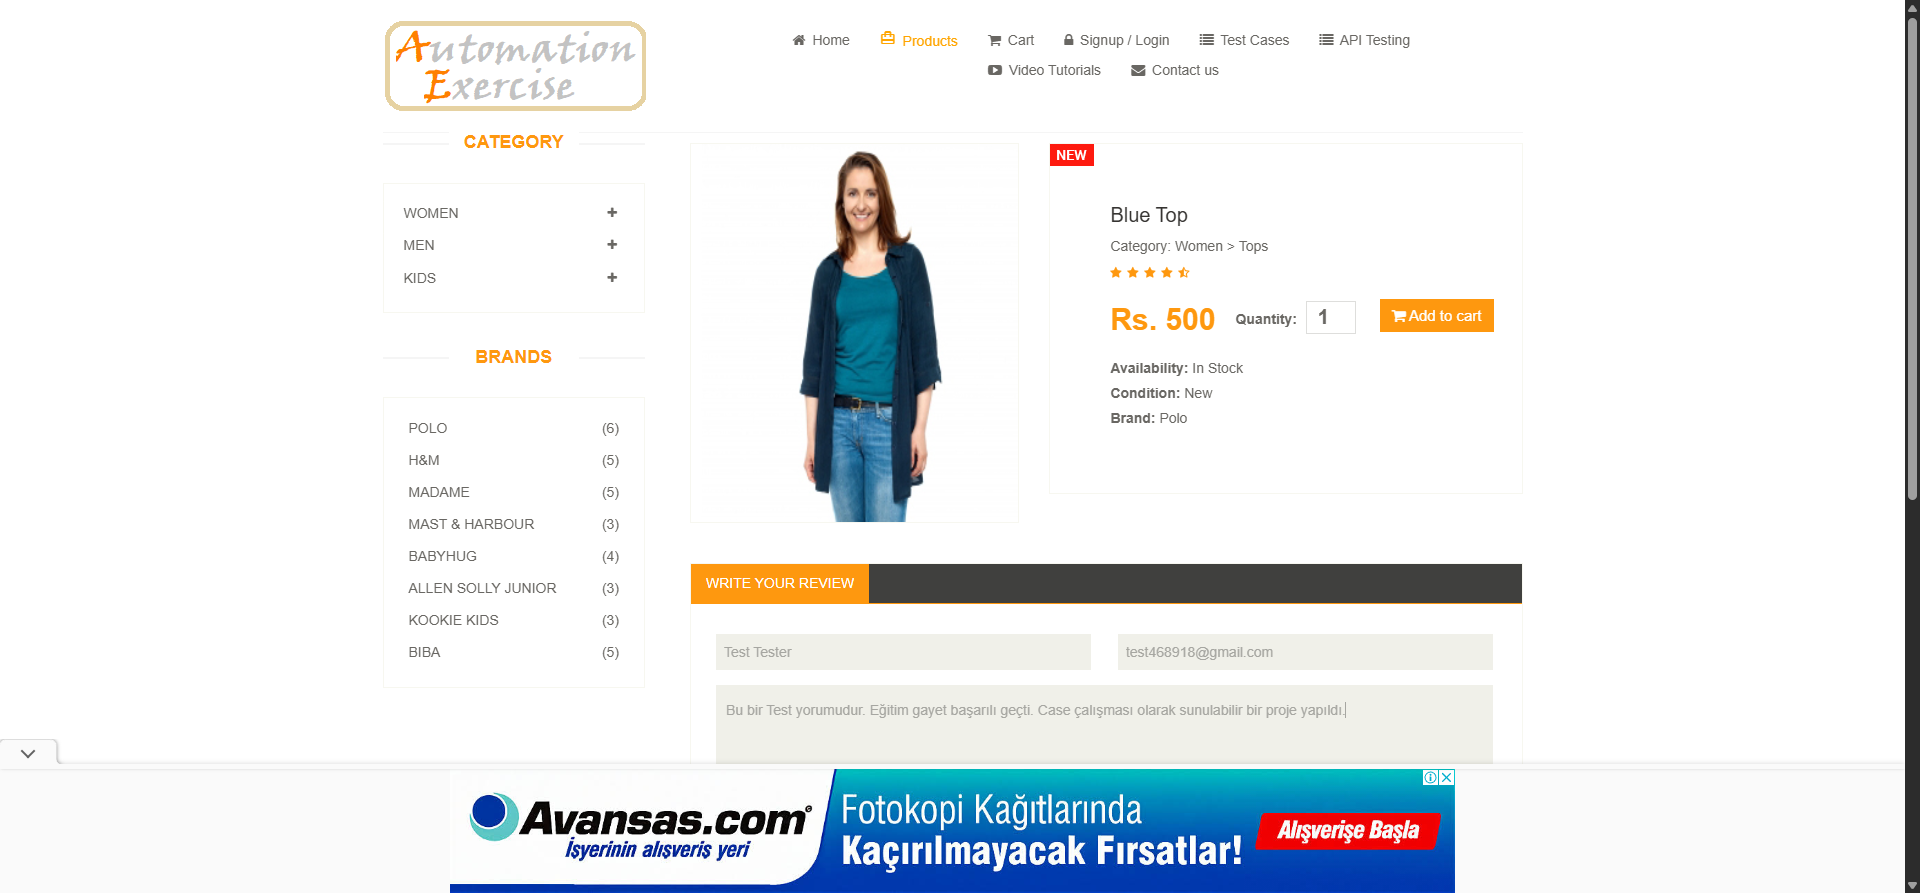 Automation
Exercise
Home
Products
Cart
Signup / Login
Test Cases
API Testing
Video Tutorials
Contact us
CATEGORY
WOMEN
MEN
KIDS
BRANDS
POLO (6)
H&M (5)
MADAME (5)
MAST & HARBOUR (3)
BABYHUG (4)
ALLEN SOLLY JUNIOR (3)
KOOKIE KIDS (3)
BIBA (5)
NEW
Blue Top
Category: Women > Tops
Rs. 500 Quantity: 1 Add to cart
Availability: In Stock
Condition: New
Brand: Polo
WRITE YOUR REVIEW
Test Tester
test468918@gmail.com
Bu bir Test yorumudur. Eğitim gayet başarılı geçti. Case çalışması olarak sunulabilir bir proje yapıldı.
Avansas.com
İşyerinin alışveriş yeri
Fotokopi Kağıtlarında
Kaçırılmayacak Fırsatlar!
Alışverişe Başla